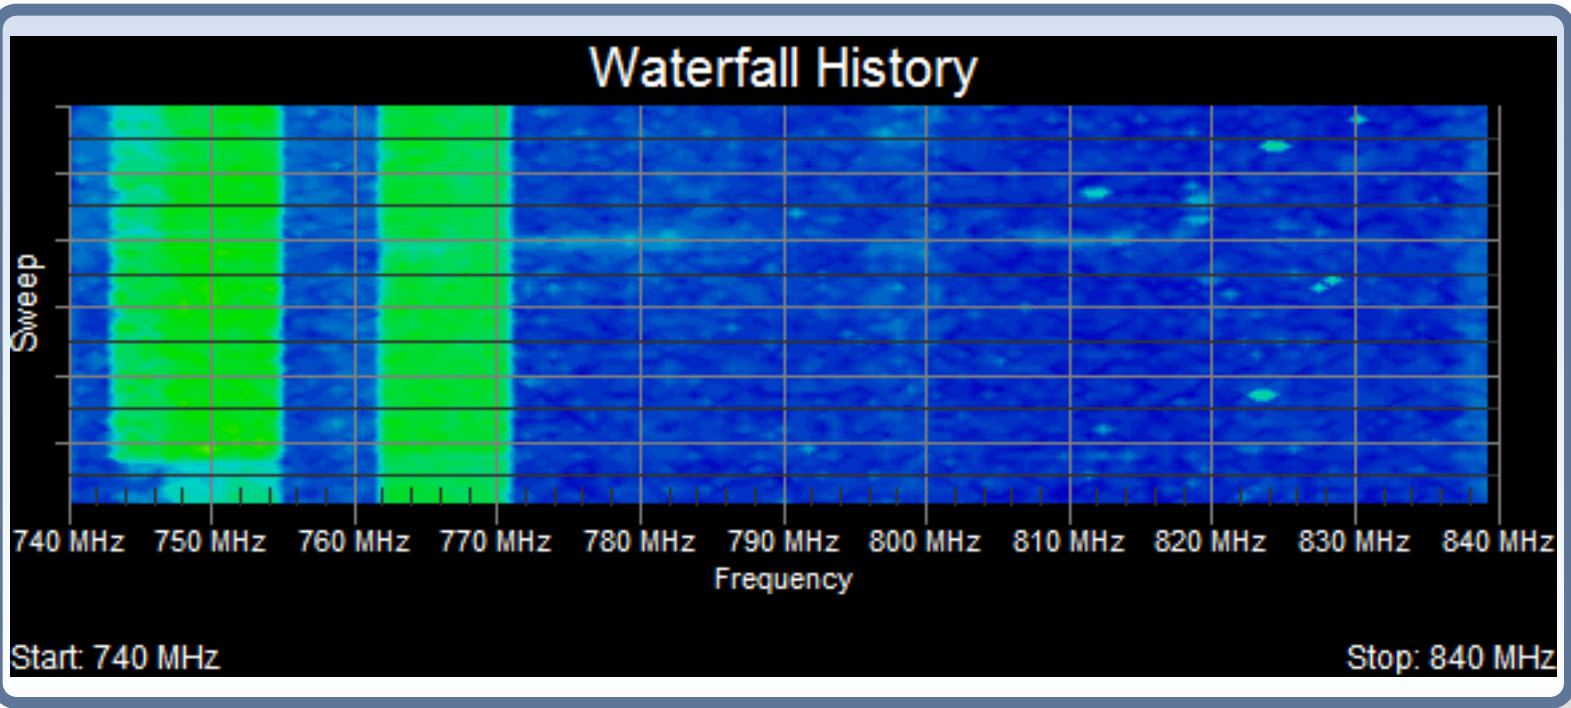 Waterfall History
Sweep
740 MHz 750 MHz 760 MHz 770 MHz 780 MHz 790 MHz 800 MHz 810 MHz 820 MHz 830 MHz 840 MHz
Frequency
Start: 740 MHz Stop: 840 MHz